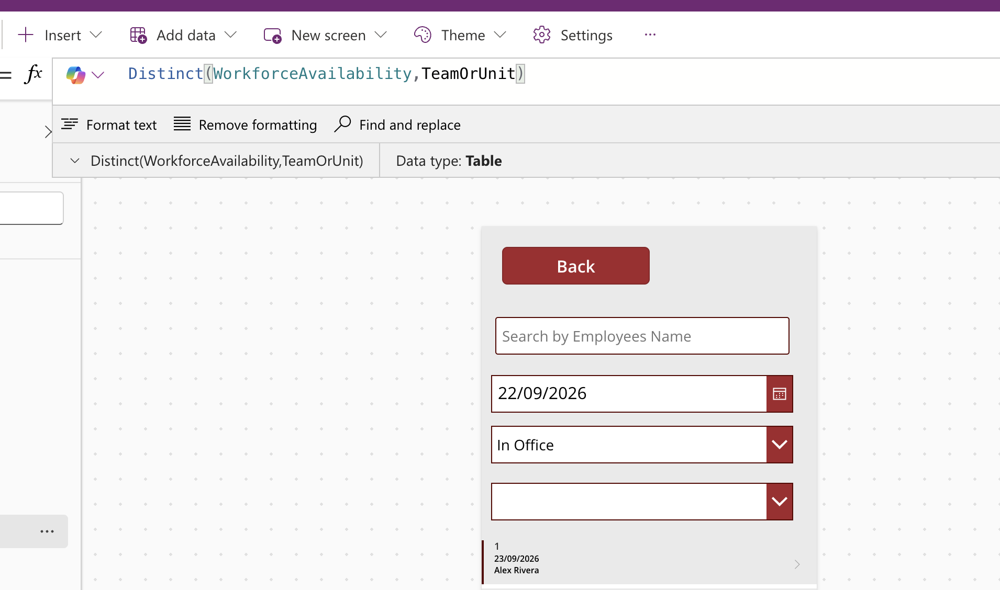 Insert
Add data
New screen
Theme
Settings
...
= fx
Distinct(WorkforceAvailability,TeamOrUnit)
Format text
Remove formatting
Find and replace
Distinct(WorkforceAvailability,TeamOrUnit)
Data type: Table
Back
Search by Employees Name
22/09/2026
In Office
...
1
23/09/2026
Alex Rivera